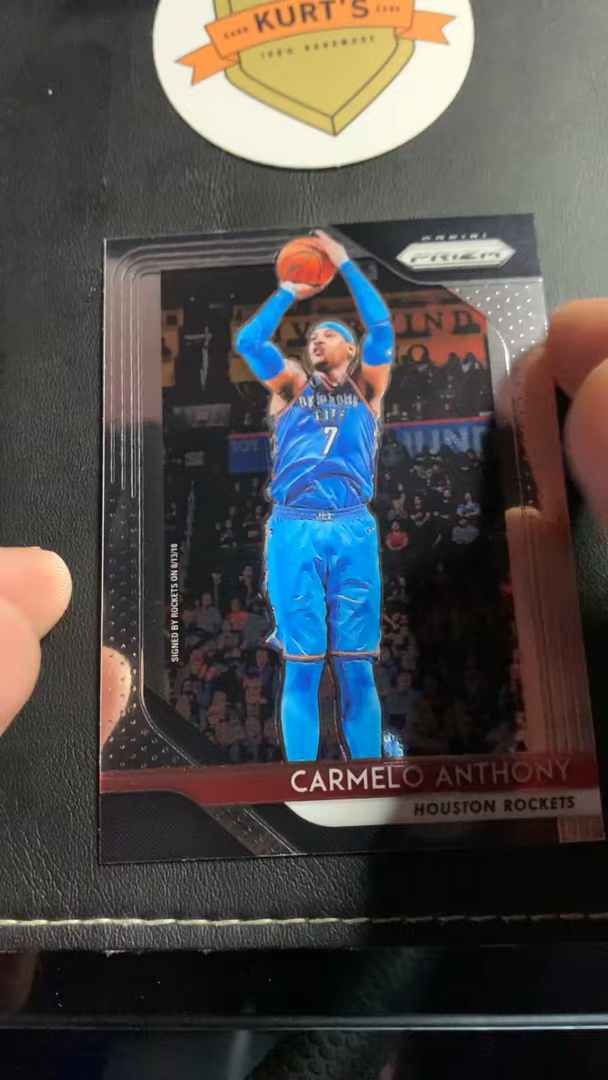 KURT'S
100% HANDMADE
PANINI
PRIZM
OKLAHOMA
CITY
7
SIGNED BY ROCKETS ON 8/13/18
CARMELO ANTHONY
HOUSTON ROCKETS